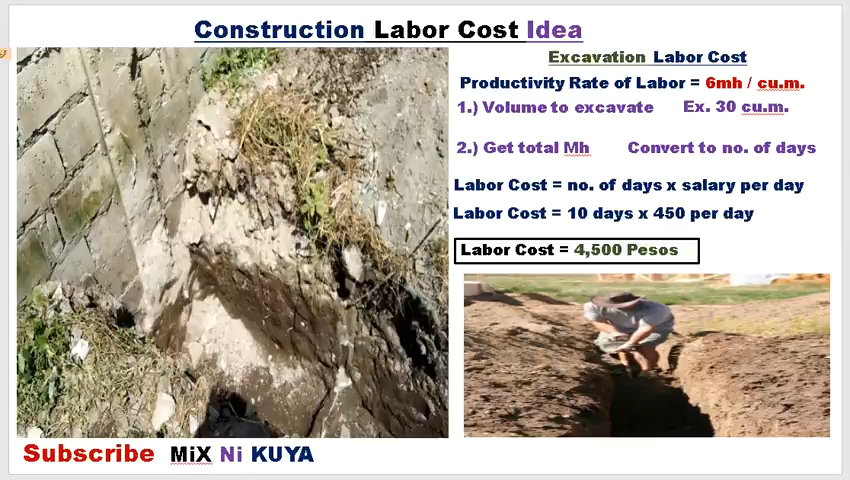 Construction Labor Cost Idea
Excavation Labor Cost
Productivity Rate of Labor = 6mh / cu.m.
1.) Volume to excavate Ex. 30 cu.m.
2.) Get total Mh Convert to no. of days
Labor Cost = no. of days x salary per day
Labor Cost = 10 days x 450 per day
Labor Cost = 4,500 Pesos
Subscribe MiX Ni KUYA